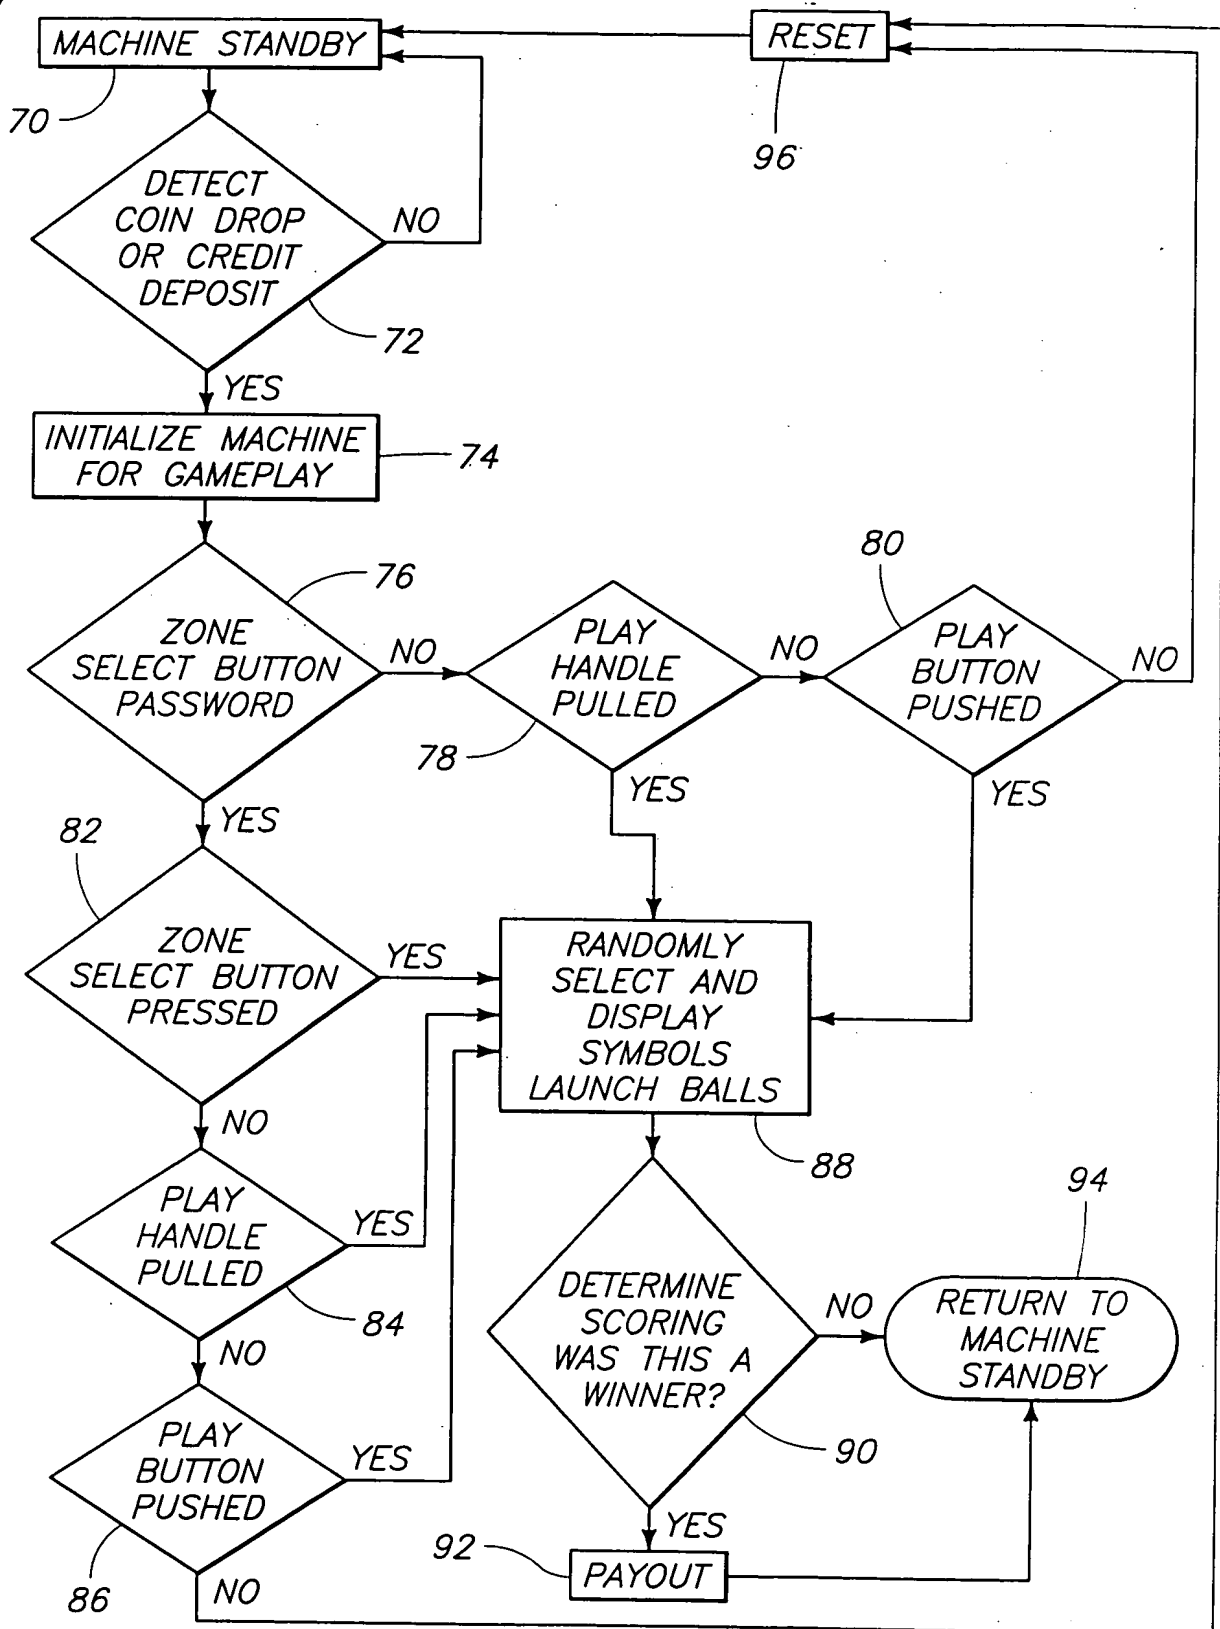 MACHINE STANDBY
RESET
70
96
DETECT
COIN DROP
OR CREDIT
DEPOSIT
NO
72
YES
INITIALIZE MACHINE
FOR GAMEPLAY
74
76
80
ZONE
SELECT BUTTON
PASSWORD
NO
PLAY
HANDLE
PULLED
NO
PLAY
BUTTON
PUSHED
NO
78
YES
YES
YES
82
ZONE
SELECT BUTTON
PRESSED
YES
RANDOMLY
SELECT AND
DISPLAY
SYMBOLS
LAUNCH BALLS
NO
88
94
PLAY
HANDLE
PULLED
YES
84
NO
DETERMINE
SCORING
WAS THIS A
WINNER?
NO
RETURN TO
MACHINE
STANDBY
90
PLAY
BUTTON
PUSHED
YES
YES
92
PAYOUT
86
NO